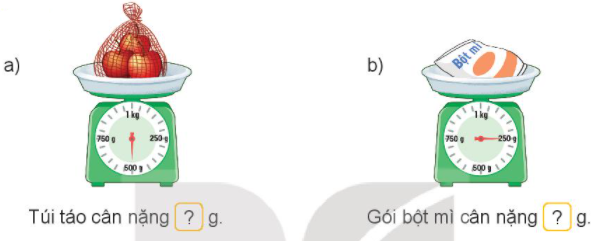 a)
1 kg
750 g
250 g
500 g
Túi táo cân nặng ? g.
b)
Bột mì
1 kg
750 g
250 g
500 g
Gói bột mì cân nặng ? g.